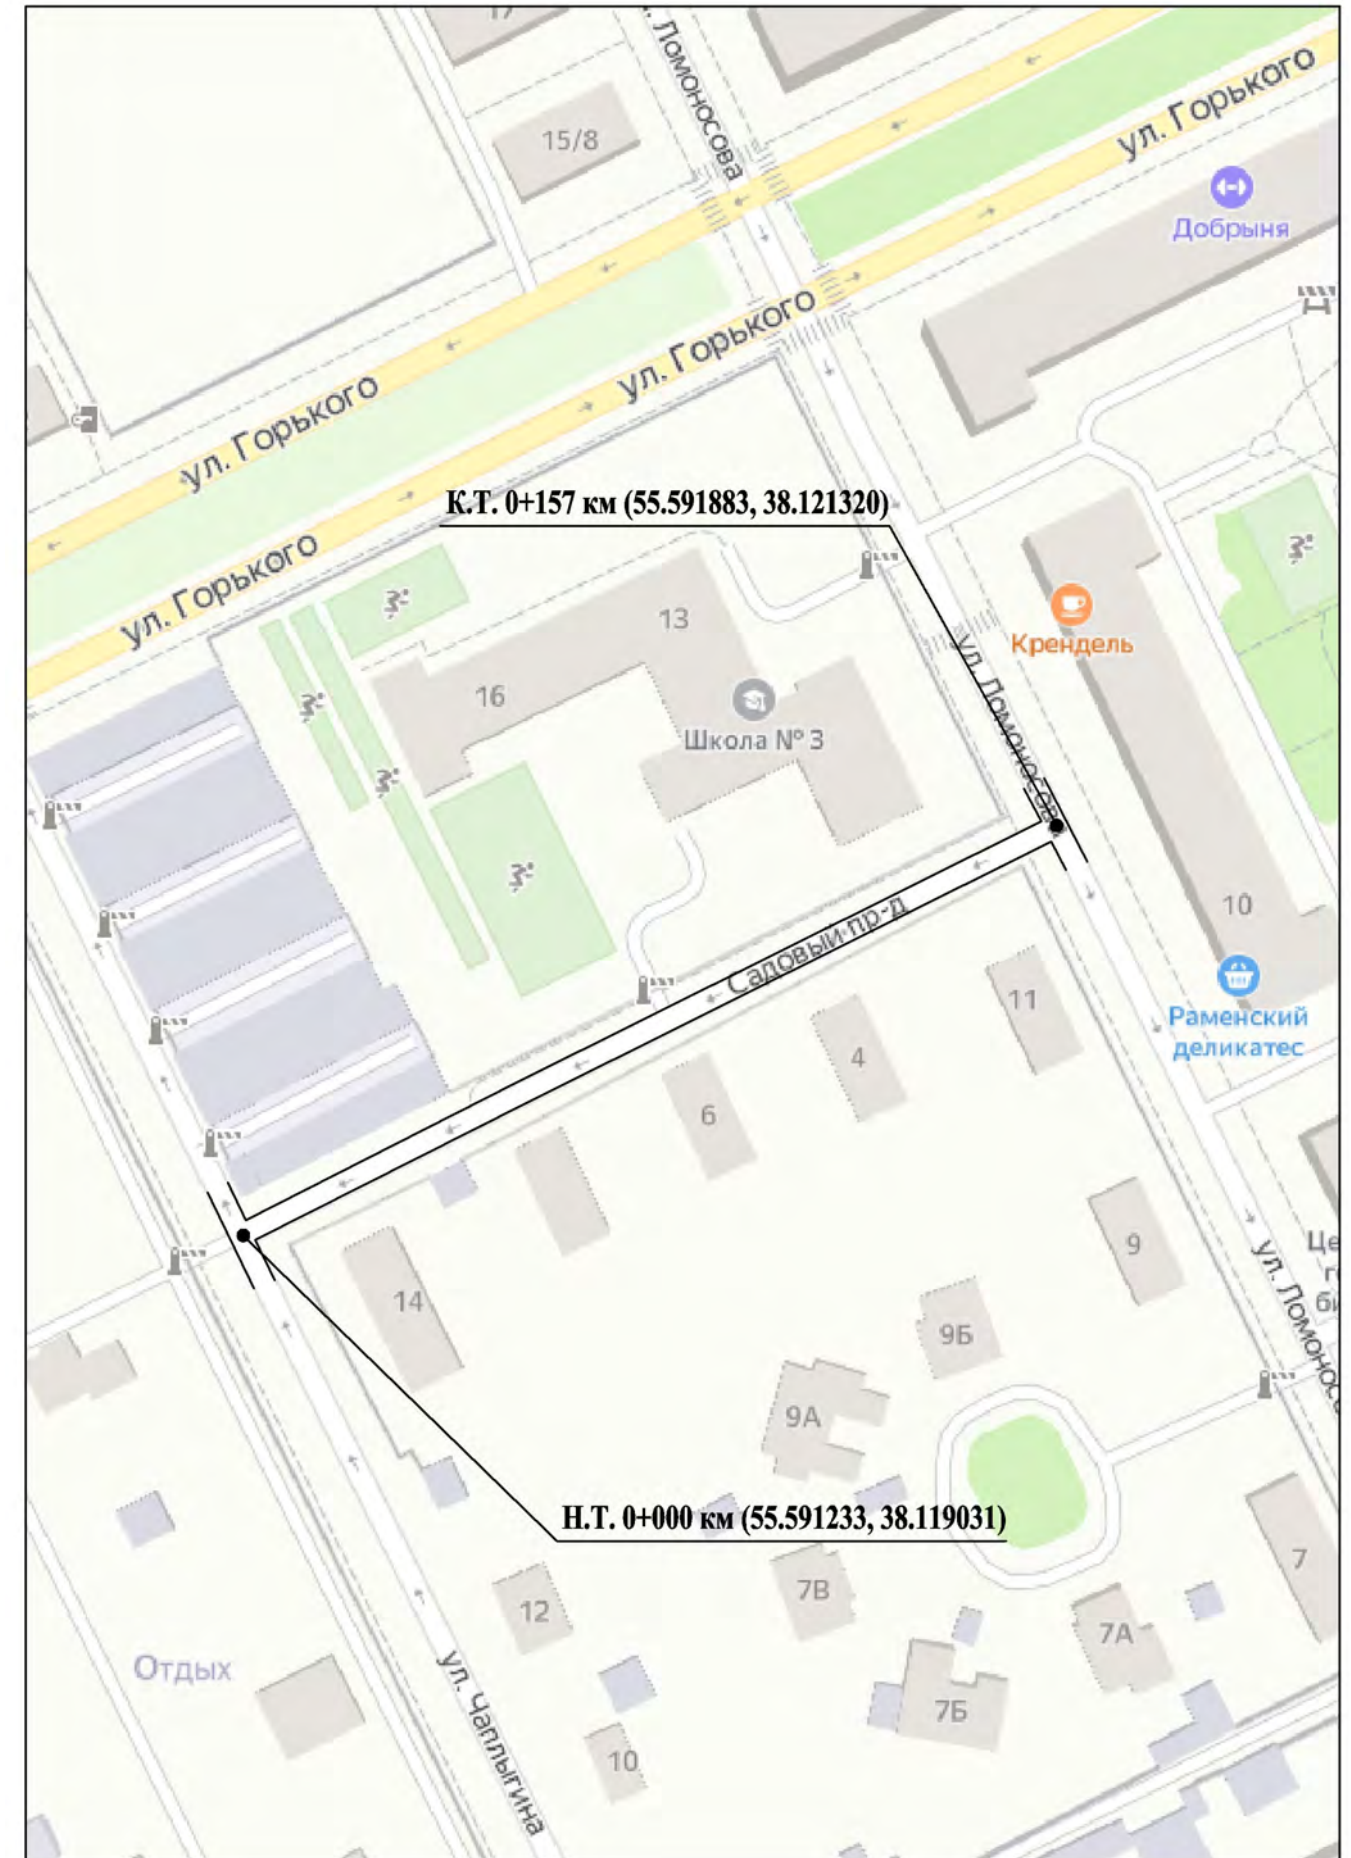 17
ул. Ломоносова
15/8
ул. Горького
Добрыня
ул. Горького
ул. Горького
К.Т. 0+157 км (55.591883, 38.121320)
ул. Горького
13
16
Школа № 3
Крендель
ул. Ломоносова
10
Садовый пр-д
Раменский
деликатес
11
4
6
9
14
9Б
9А
ул. Ломоносо
Н.Т. 0+000 км (55.591233, 38.119031)
7
7В
12
7А
Отдых
7Б
ул. Чаплыгина
10